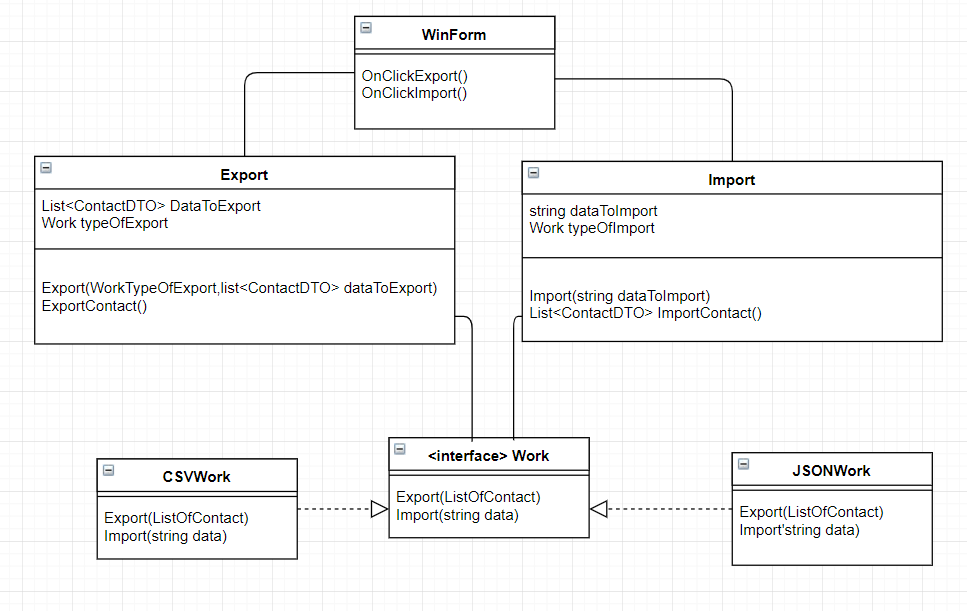 WinForm
OnClickExport()
OnClickImport()
Export
List<ContactDTO> DataToExport
Work typeOfExport
Export(WorkTypeOfExport,list<ContactDTO> dataToExport)
ExportContact()
Import
string dataToImport
Work typeOfImport
Import(string dataToImport)
List<ContactDTO> ImportContact()
CSVWork
Export(ListOfContact)
Import(string data)
<interface> Work
Export(ListOfContact)
Import(string data)
JSONWork
Export(ListOfContact)
Import'string data)